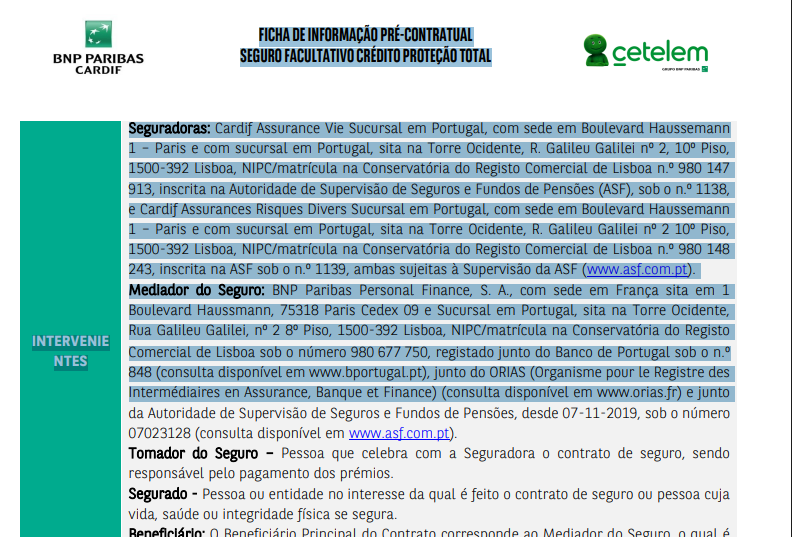 BNP PARIBAS
CARDIF
FICHA DE INFORMAÇÃO PRÉ-CONTRATUAL
SEGURO FACULTATIVO CRÉDITO PROTEÇÃO TOTAL
cetelem
GRUPO BNP PARIBAS
INTERVENIE
NTES
Seguradoras: Cardif Assurance Vie Sucursal em Portugal, com sede em Boulevard Haussemann
1 – Paris e com sucursal em Portugal, sita na Torre Ocidente, R. Galileu Galilei nº 2, 10º Piso,
1500-392 Lisboa, NIPC/matrícula na Conservatória do Registo Comercial de Lisboa n.º 980 147
913, inscrita na Autoridade de Supervisão de Seguros e Fundos de Pensões (ASF), sob o n.º 1138,
e Cardif Assurances Risques Divers Sucursal em Portugal, com sede em Boulevard Haussemann
1 – Paris e com sucursal em Portugal, sita na Torre Ocidente, R. Galileu Galilei nº 2 10º Piso,
1500-392 Lisboa, NIPC/matrícula na Conservatória do Registo Comercial de Lisboa n.º 980 148
243, inscrita na ASF sob o n.º 1139, ambas sujeitas à Supervisão da ASF (www.asf.com.pt).
Mediador do Seguro: BNP Paribas Personal Finance, S. A., com sede em França sita em 1
Boulevard Haussmann, 75318 Paris Cedex 09 e Sucursal em Portugal, sita na Torre Ocidente,
Rua Galileu Galilei, nº 2 8º Piso, 1500-392 Lisboa, NIPC/matrícula na Conservatória do Registo
Comercial de Lisboa sob o número 980 677 750, registado junto do Banco de Portugal sob o n.º
848 (consulta disponível em www.bportugal.pt), junto do ORIAS (Organisme pour le Registre des
Intermédiaires en Assurance, Banque et Finance) (consulta disponível em www.orias.fr) e junto
da Autoridade de Supervisão de Seguros e Fundos de Pensões, desde 07-11-2019, sob o número
07023128 (consulta disponível em www.asf.com.pt).
Tomador do Seguro – Pessoa que celebra com a Seguradora o contrato de seguro, sendo
responsável pelo pagamento dos prémios.
Segurado - Pessoa ou entidade no interesse da qual é feito o contrato de seguro ou pessoa cuja
vida, saúde ou integridade física se segura.
Beneficiário: O Beneficiário Principal do Contrato corresponde ao Mediador do Seguro, o qual é